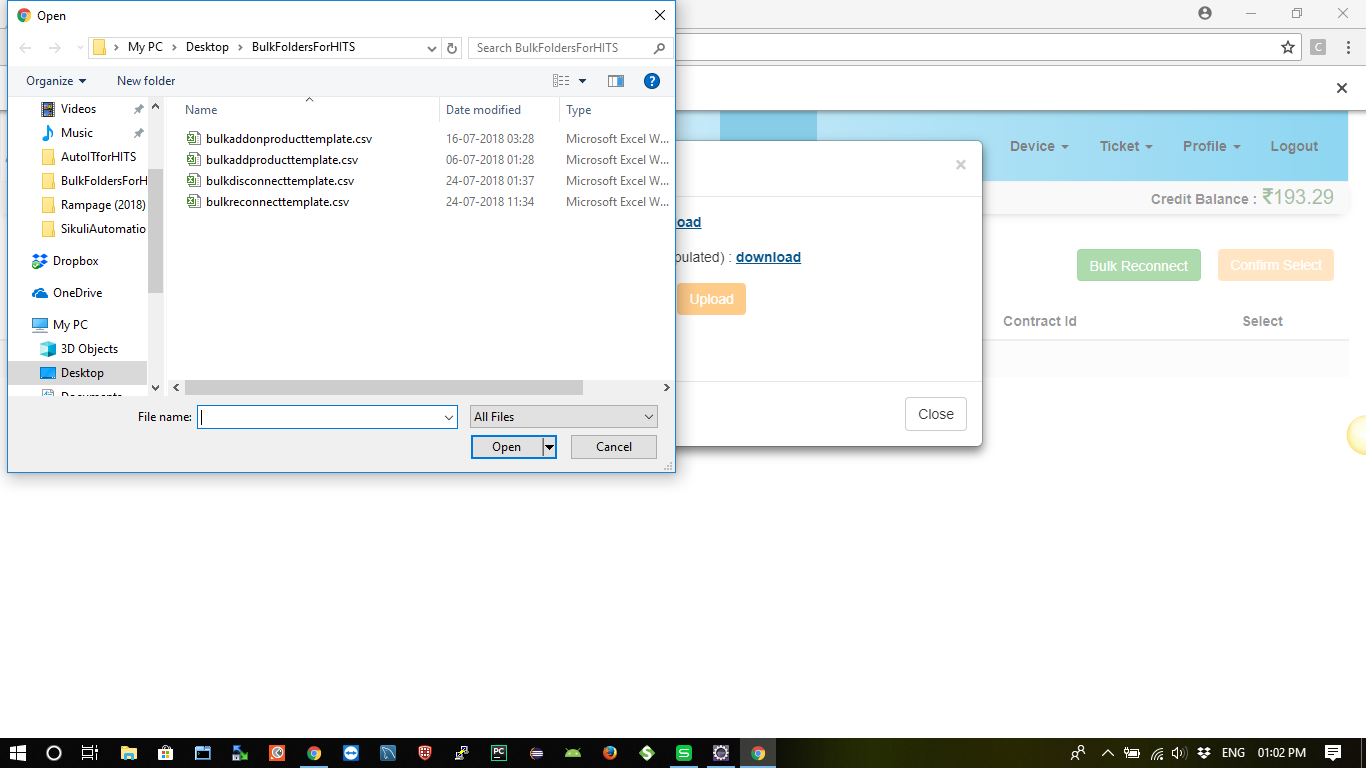 Open
My PC > Desktop > BulkFoldersForHITS
Search BulkFoldersForHITS
Organize
New folder
Name
Date modified
Type
Videos
Music
AutoITforHITS
BulkFoldersForH
Rampage (2018)
SikuliAutomatio
Dropbox
OneDrive
My PC
3D Objects
Desktop
bulkaddonproducttemplate.csv 16-07-2018 03:28 Microsoft Excel W...
bulkaddproducttemplate.csv 06-07-2018 01:28 Microsoft Excel W...
bulkdisconnecttemplate.csv 24-07-2018 01:37 Microsoft Excel W...
bulkreconnecttemplate.csv 24-07-2018 11:34 Microsoft Excel W...
File name:
All Files
Open
Cancel
C
Device
Ticket
Profile
Logout
Credit Balance : ₹193.29
×
oad
pulated) : download
Upload
Close
Bulk Reconnect
Confirm Select
Contract Id
Select
PC
S
S
ENG
01:02 PM